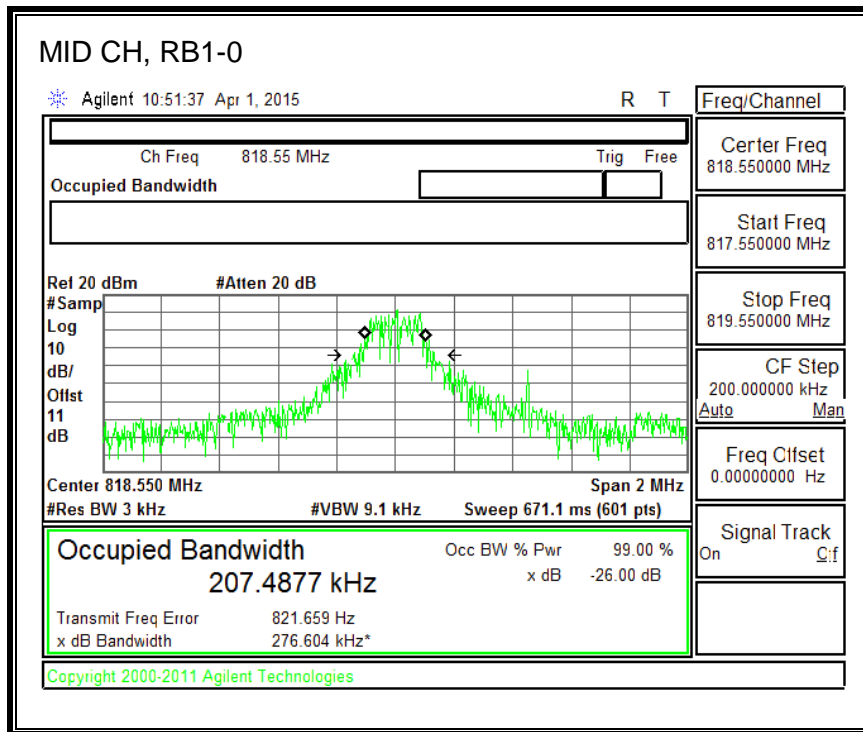 MID CH, RB1-0
Agilent 10:51:37 Apr 1, 2015 R T
Freq/Channel
Ch Freq 818.55 MHz Trig Free
Occupied Bandwidth
Center Freq
818.550000 MHz
Start Freq
817.550000 MHz
Stop Freq
819.550000 MHz
CF Step
200.000000 kHz
Auto Man
Freq Offset
0.00000000 Hz
Signal Track
On Off
Ref 20 dBm #Atten 20 dB
#Samp
Log
10
dB/
Offst
11
dB
Center 818.550 MHz Span 2 MHz
#Res BW 3 kHz #VBW 9.1 kHz Sweep 671.1 ms (601 pts)
Occupied Bandwidth
207.4877 kHz
Occ BW % Pwr 99.00 %
x dB -26.00 dB
Transmit Freq Error 821.659 Hz
x dB Bandwidth 276.604 kHz*
Copyright 2000-2011 Agilent Technologies